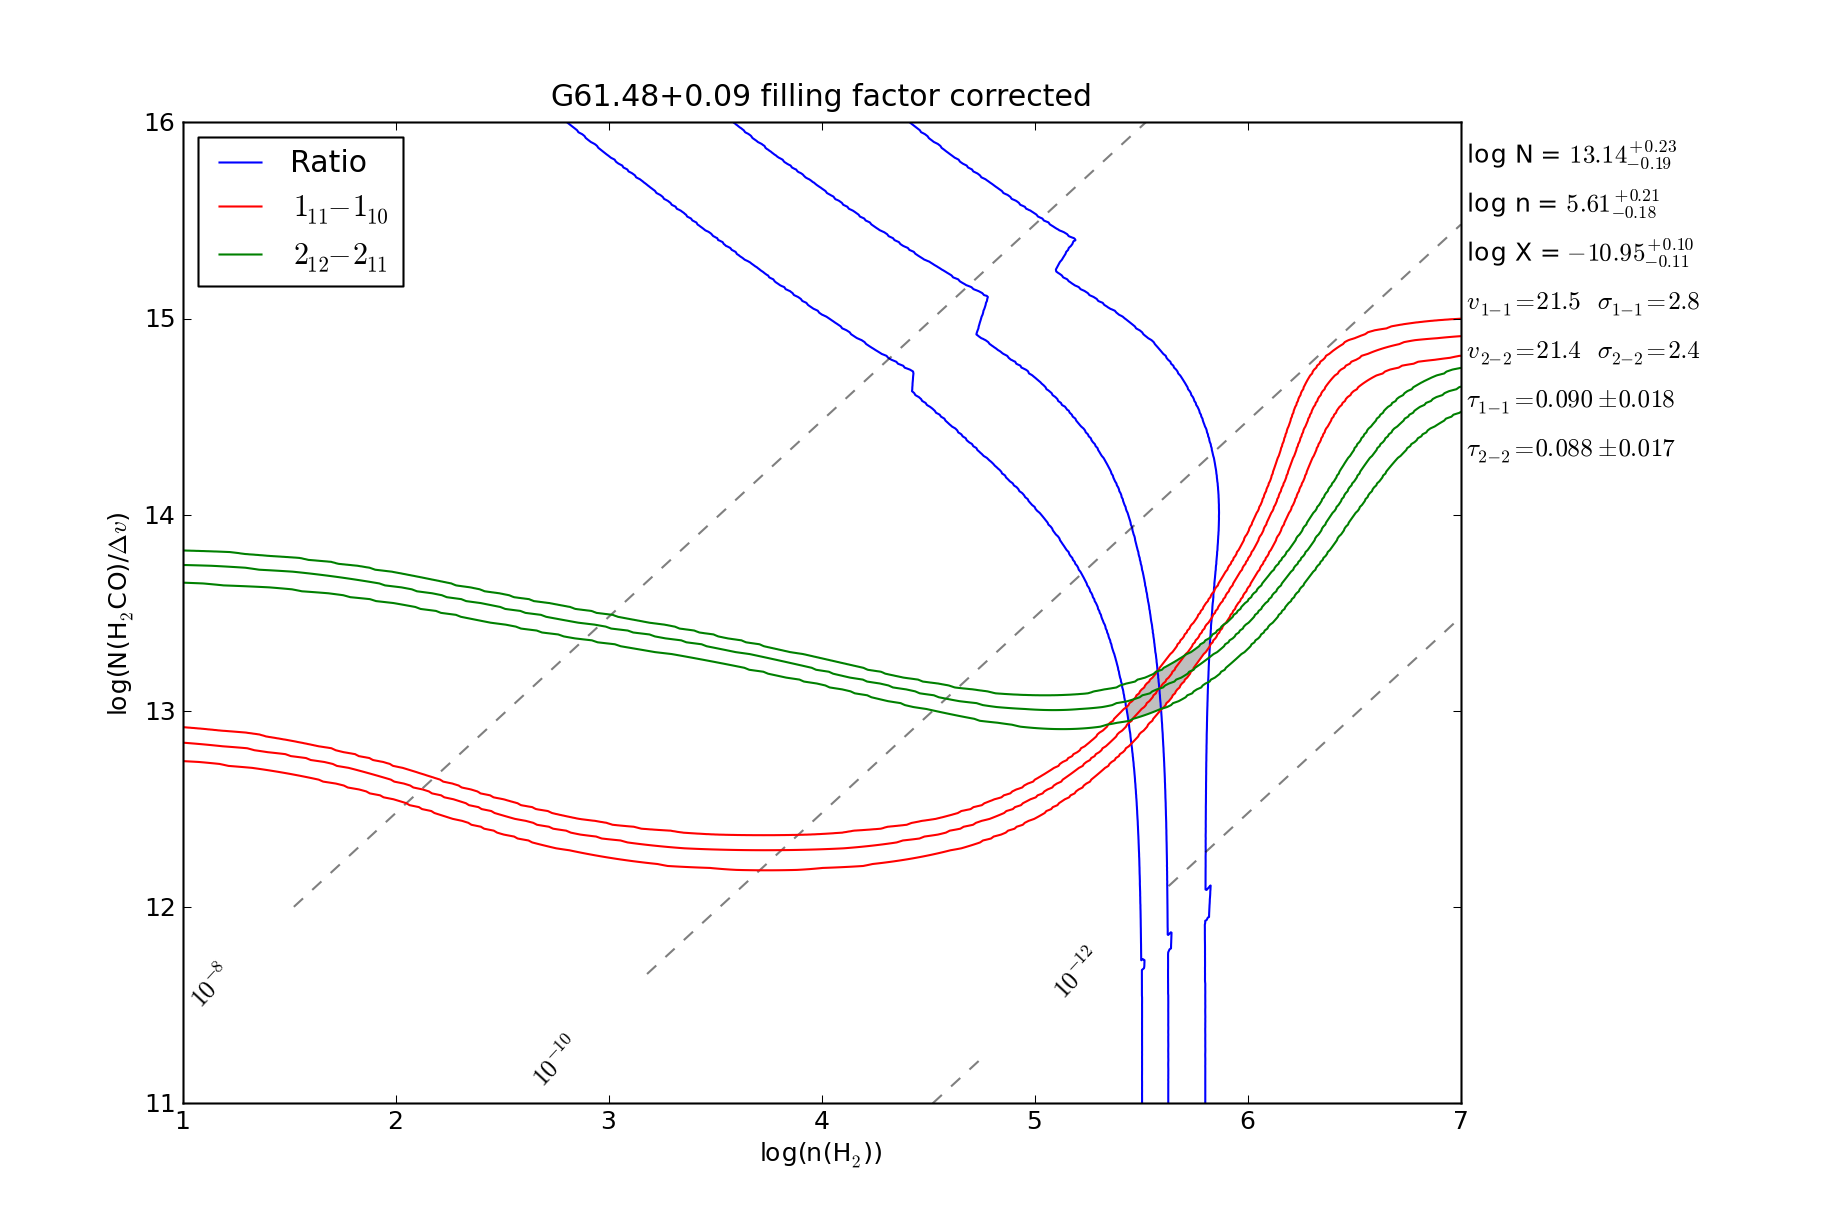 G61.48+0.09 filling factor corrected
16
15
14
13
12
11
log(N(H₂CO)/Δv)
Ratio
1₁₁−1₁₀
2₁₂−2₁₁
10⁻⁸
10⁻¹⁰
10⁻¹²
1 2 3 4 5 6 7
log(n(H₂))
log N = 13.14^{+0.23}_{−0.19}
log n = 5.61^{+0.21}_{−0.18}
log X = −10.95^{+0.10}_{−0.11}
v₁₋₁=21.5 σ₁₋₁=2.8
v₂₋₂=21.4 σ₂₋₂=2.4
τ₁₋₁=0.090 ±0.018
τ₂₋₂=0.088 ±0.017